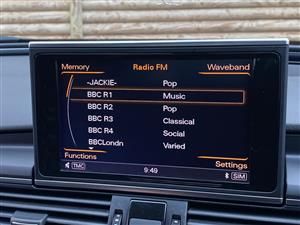 Memory Radio FM Waveband
-JACKIE- Pop
BBC R1 Music
BBC R2 Pop
BBC R3 Classical
BBC R4 Social
BBCLondn Varied
Functions Settings
TMC 9:49 SIM